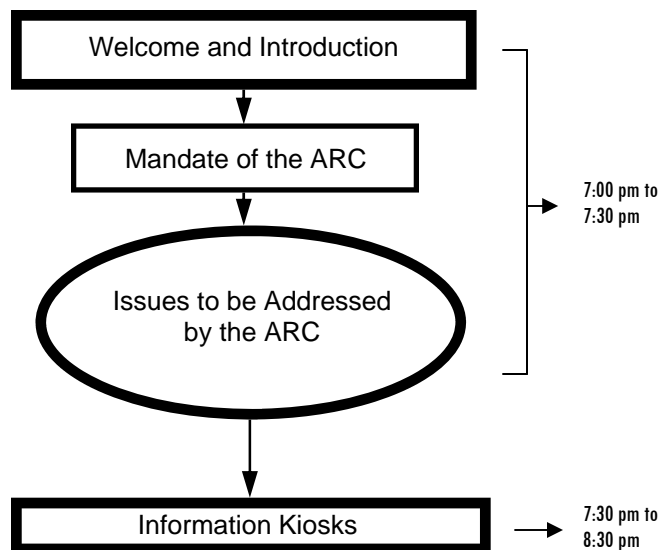 Welcome and Introduction
Mandate of the ARC
7:00 pm to
7:30 pm
Issues to be Addressed
by the ARC
Information Kiosks
7:30 pm to
8:30 pm